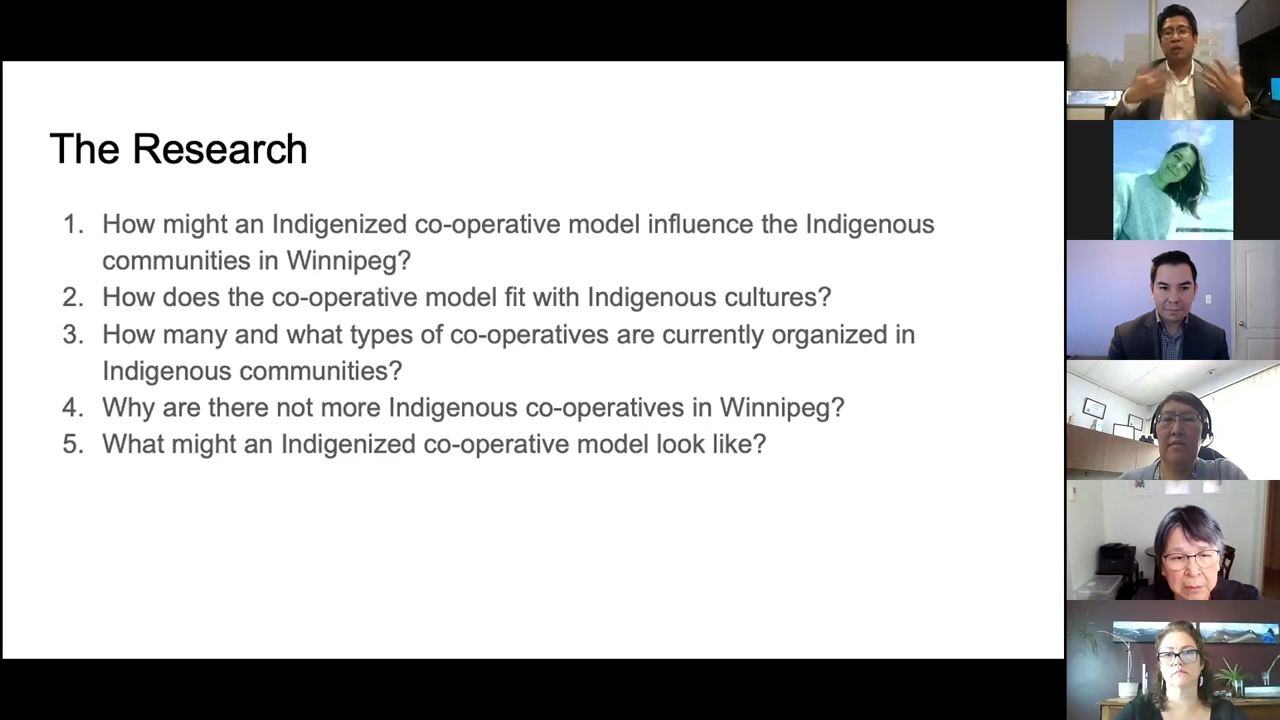 The Research
1. How might an Indigenized co-operative model influence the Indigenous
communities in Winnipeg?
2. How does the co-operative model fit with Indigenous cultures?
3. How many and what types of co-operatives are currently organized in
Indigenous communities?
4. Why are there not more Indigenous co-operatives in Winnipeg?
5. What might an Indigenized co-operative model look like?